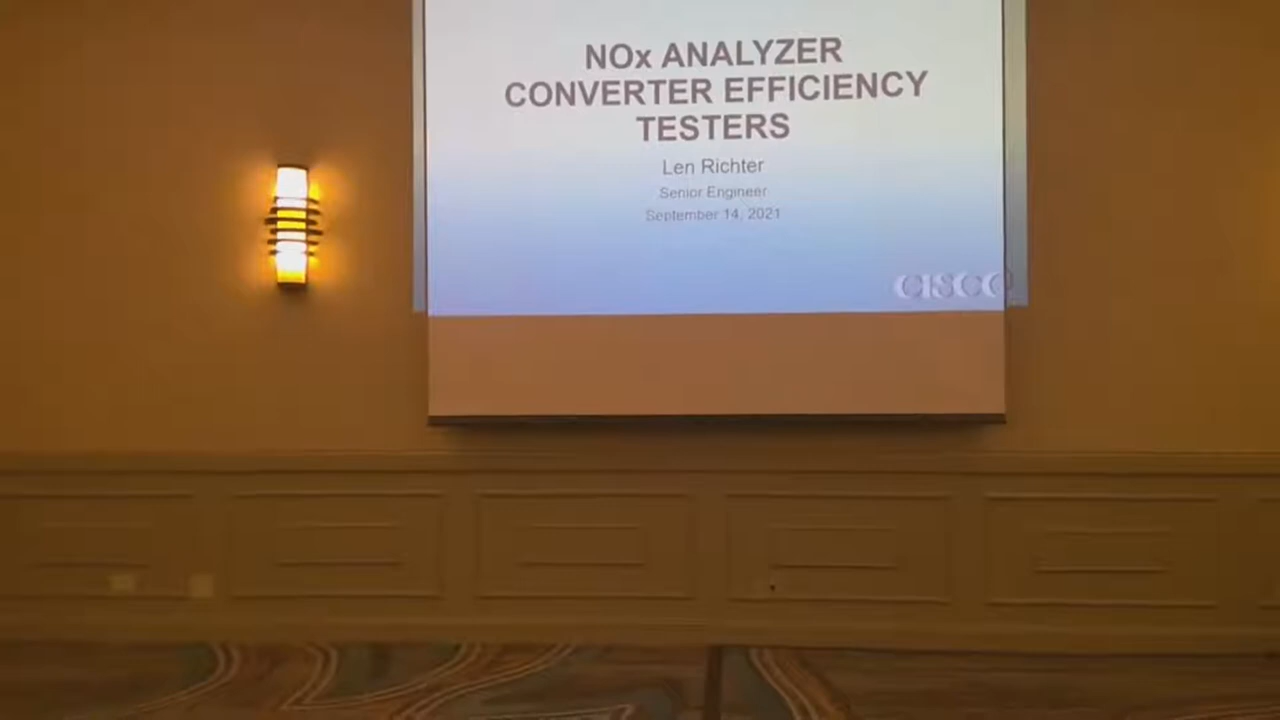 NOx ANALYZER
CONVERTER EFFICIENCY
TESTERS
Len Richter
Senior Engineer
September 14, 2021
CISCO